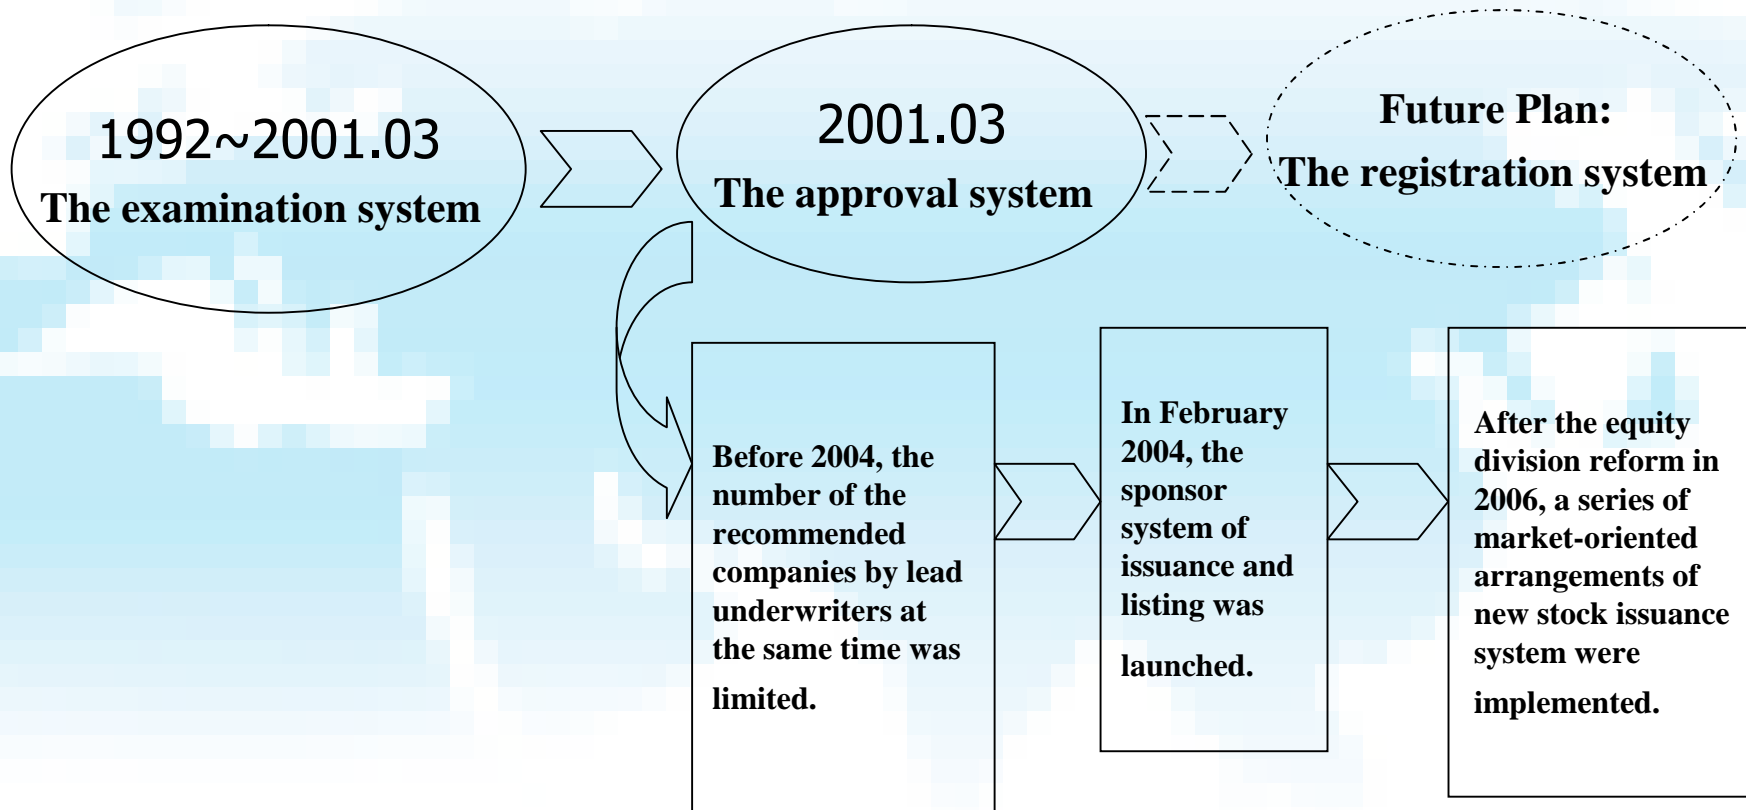 1992~2001.03
The examination system
2001.03
The approval system
Future Plan:
The registration system
Before 2004, the
number of the
recommended
companies by lead
underwriters at
the same time was
limited.
In February
2004, the
sponsor
system of
issuance and
listing was
launched.
After the equity
division reform in
2006, a series of
market-oriented
arrangements of
new stock issuance
system were
implemented.